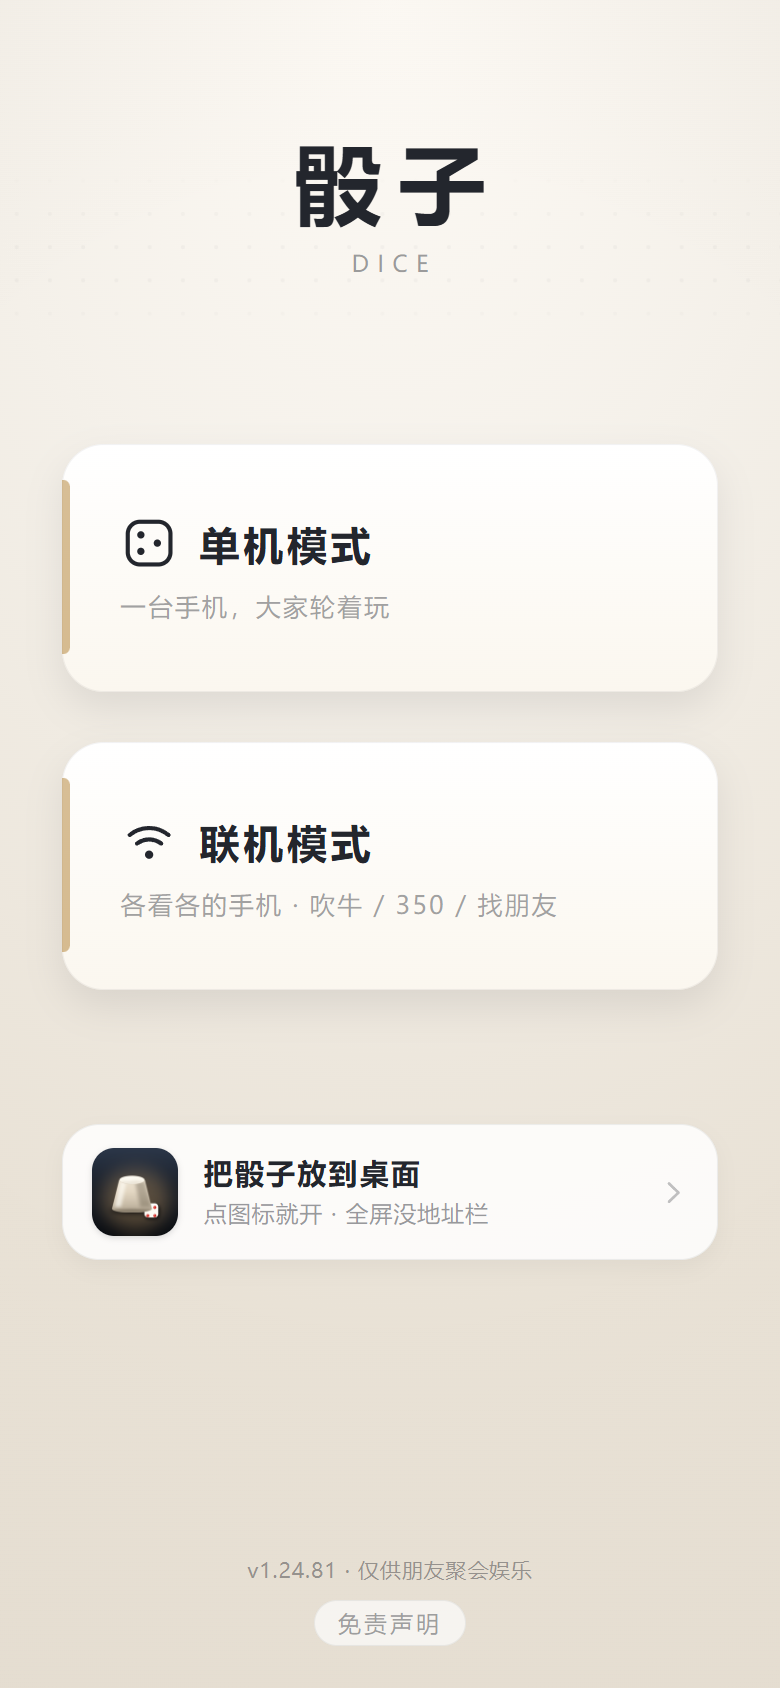 骰子
DICE
单机模式
一台手机，大家轮着玩
联机模式
各看各的手机 · 吹牛 / 350 / 找朋友
把骰子放到桌面
点图标就开 · 全屏没地址栏
v1.24.81 · 仅供朋友聚会娱乐
免责声明